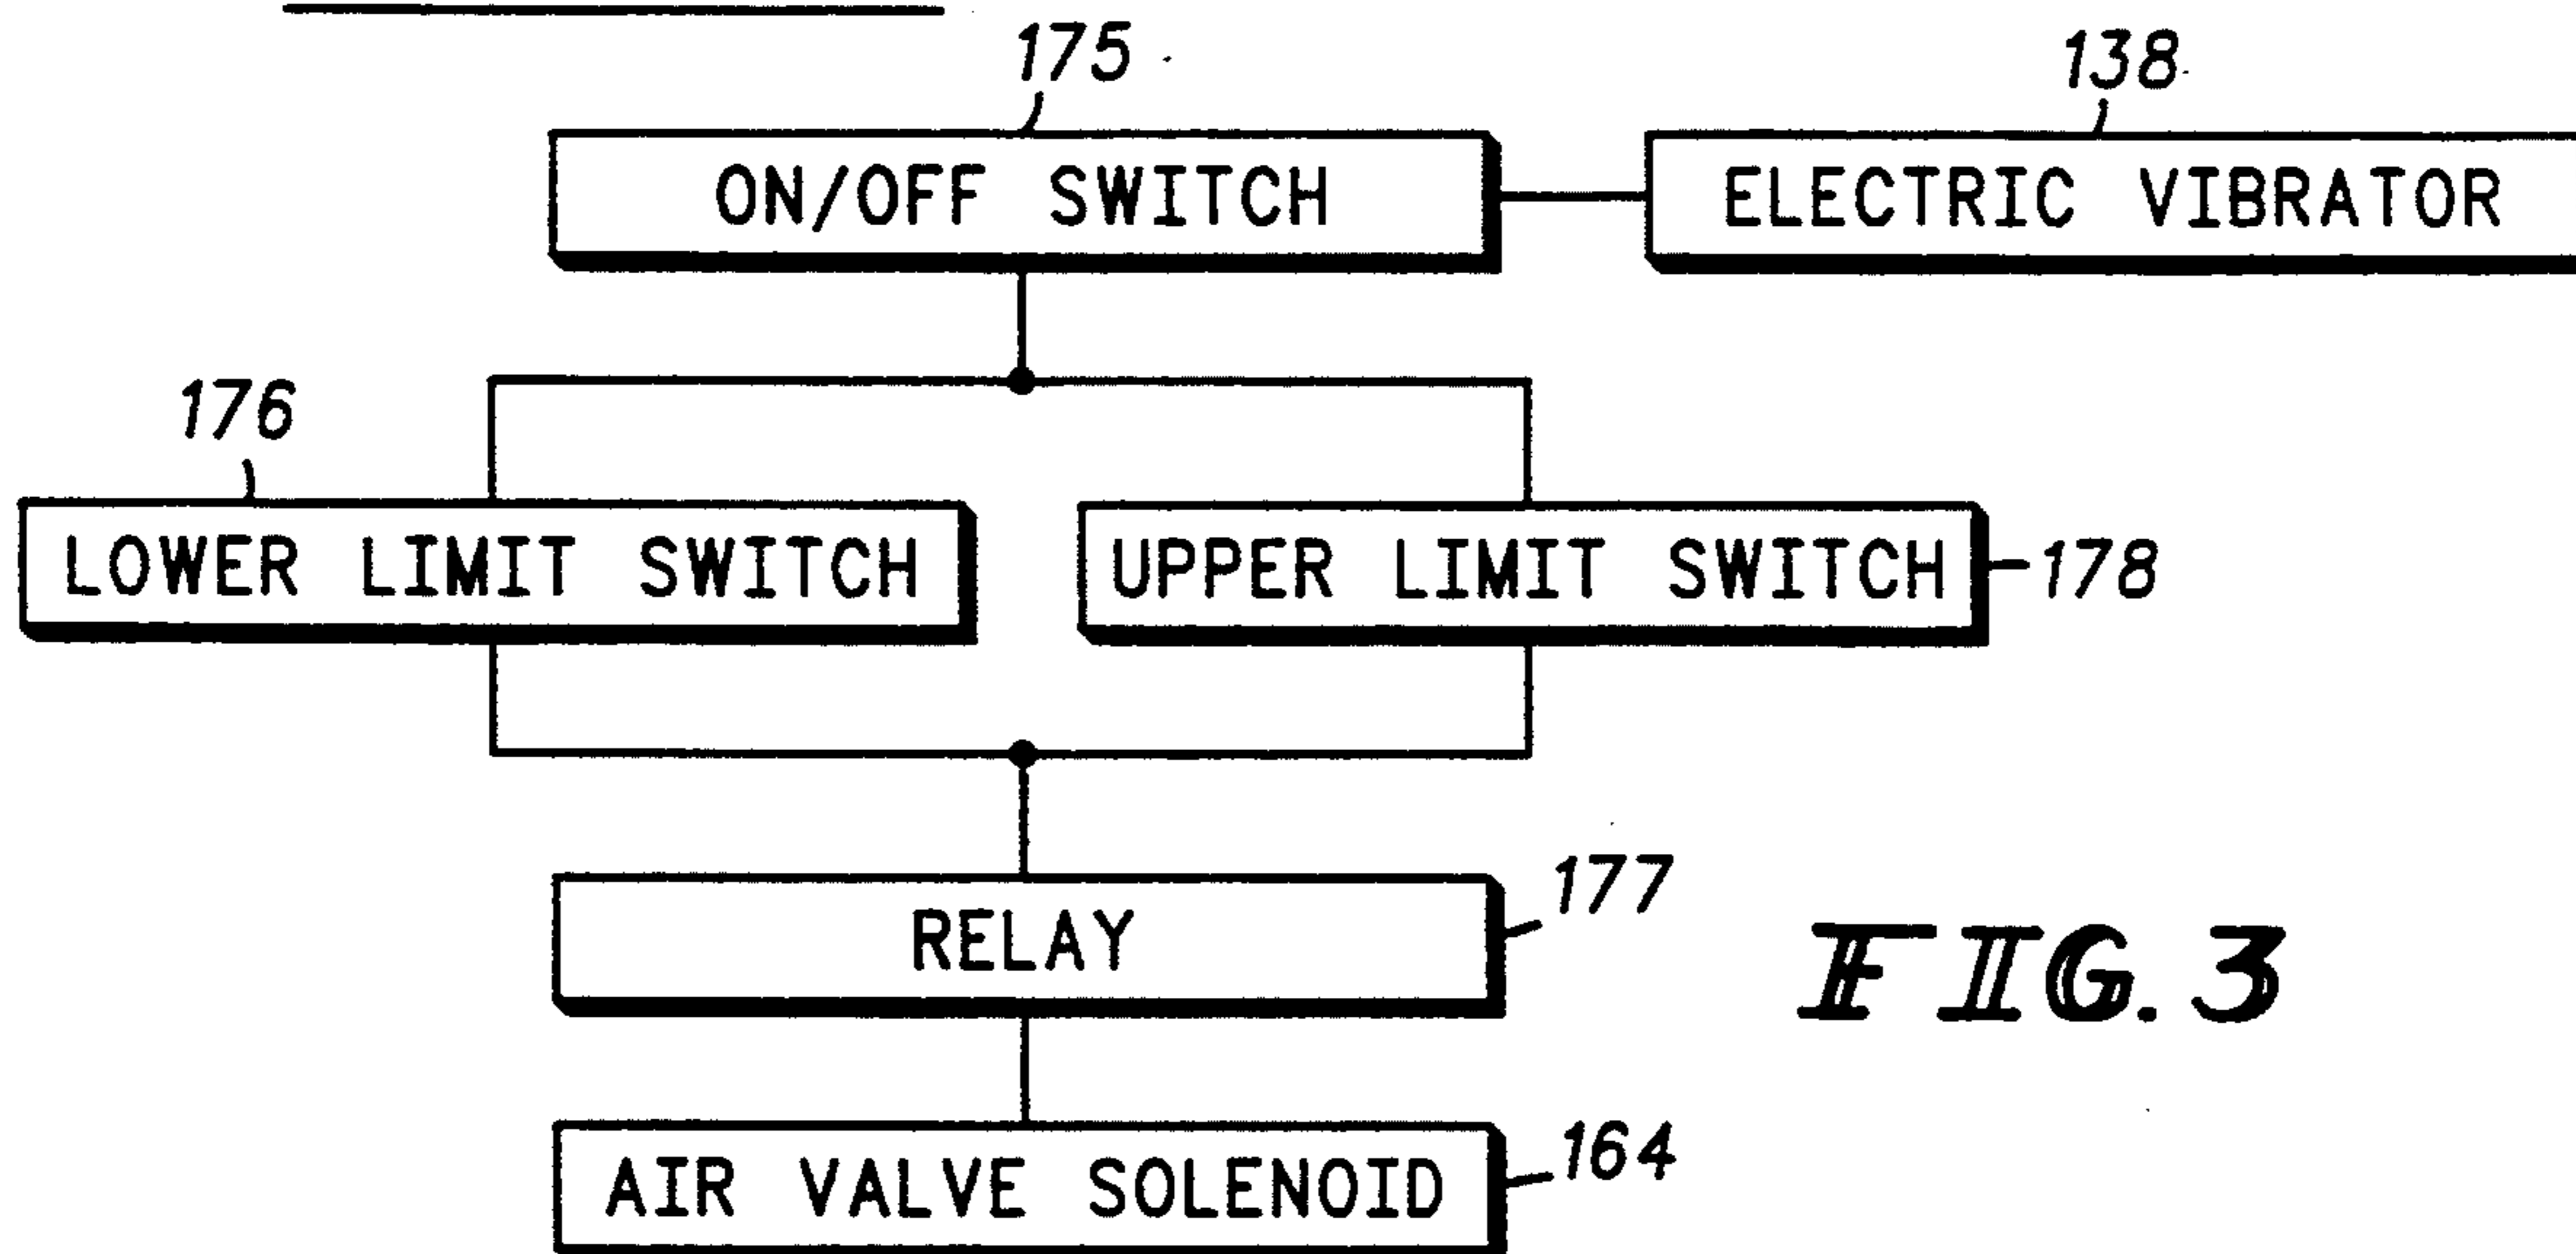 175
138
ON/OFF SWITCH
ELECTRIC VIBRATOR
176
LOWER LIMIT SWITCH
UPPER LIMIT SWITCH
178
RELAY
177
FIG. 3
AIR VALVE SOLENOID
164